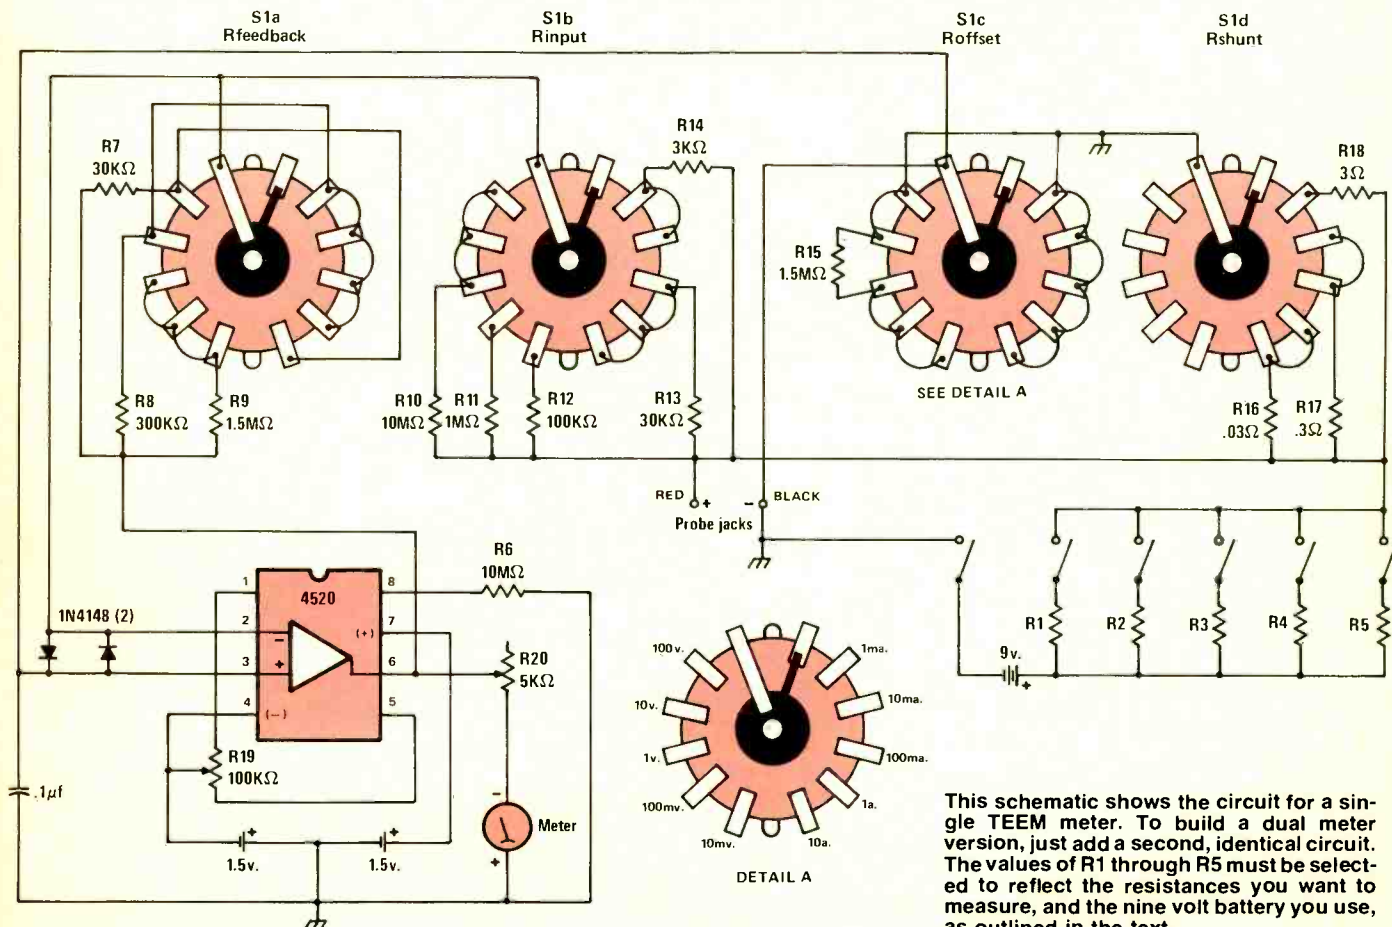 S1a
Rfeedback
S1b
Rinput
S1c
Roffset
S1d
Rshunt
R7
30KΩ
R14
3KΩ
R18
3Ω
R15
1.5MΩ
SEE DETAIL A
R8
300KΩ
R9
1.5MΩ
R10
10MΩ
R11
1MΩ
R12
100KΩ
R13
30KΩ
R16
.03Ω
R17
.3Ω
RED
+
-
BLACK
Probe jacks
R6
10MΩ
1N4148 (2)
4520
1
2
3
4
8
7
6
5
-
+
(-)
(+)
R20
5KΩ
R19
100KΩ
.1μf
+
1.5v.
+
1.5v.
-
Meter
+
R1
R2
R3
R4
R5
9v.
+
100v.
10v.
1v.
100mv.
10mv.
1ma.
10ma.
100ma.
1a.
10a.
DETAIL A
This schematic shows the circuit for a sin-
gle TEEM meter. To build a dual meter
version, just add a second, identical circuit.
The values of R1 through R5 must be select-
ed to reflect the resistances you want to
measure, and the nine volt battery you use,
as outlined in the text.